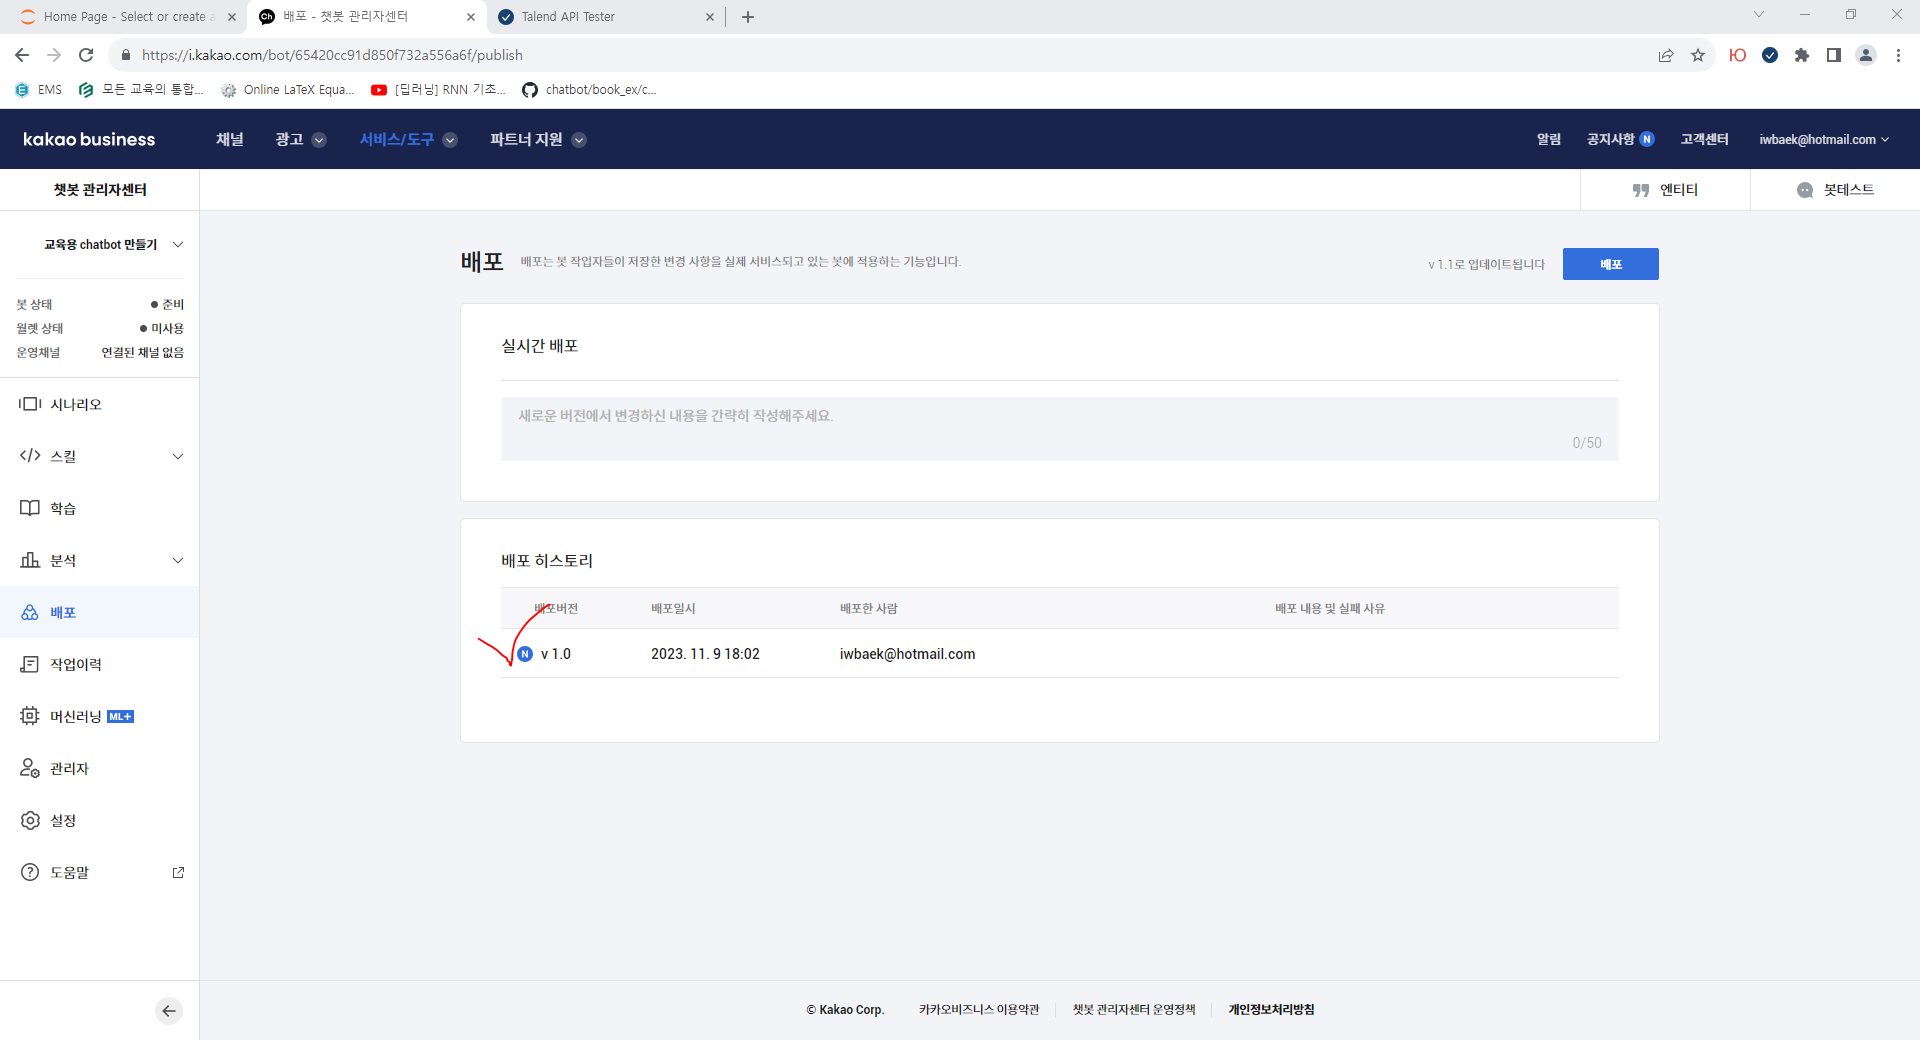 Home Page - Select or create a
배포 - 챗봇 관리자센터
Talend API Tester
https://i.kakao.com/bot/65420cc91d850f732a556a6f/publish
EMS
모든 교육의 통합...
Online LaTeX Equa...
[딥러닝] RNN 기초...
chatbot/book_ex/c...
kakao business
채널
광고
서비스/도구
파트너 지원
알림
공지사항 N
고객센터
iwbaek@hotmail.com
챗봇 관리자센터
엔티티
봇테스트
교육용 chatbot 만들기
봇 상태 준비
월렛 상태 미사용
운영채널 연결된 채널 없음
시나리오
스킬
학습
분석
배포
작업이력
머신러닝 ML+
관리자
설정
도움말
배포 배포는 봇 작업자들이 저장한 변경 사항을 실제 서비스되고 있는 봇에 적용하는 기능입니다.
v 1.1로 업데이트됩니다 배포
실시간 배포
새로운 버전에서 변경하신 내용을 간략히 작성해주세요.
0/50
배포 히스토리
배포버전 배포일시 배포한 사람 배포 내용 및 실패 사유
N v 1.0 2023. 11. 9 18:02 iwbaek@hotmail.com
© Kakao Corp. 카카오비즈니스 이용약관 챗봇 관리자센터 운영정책 개인정보처리방침